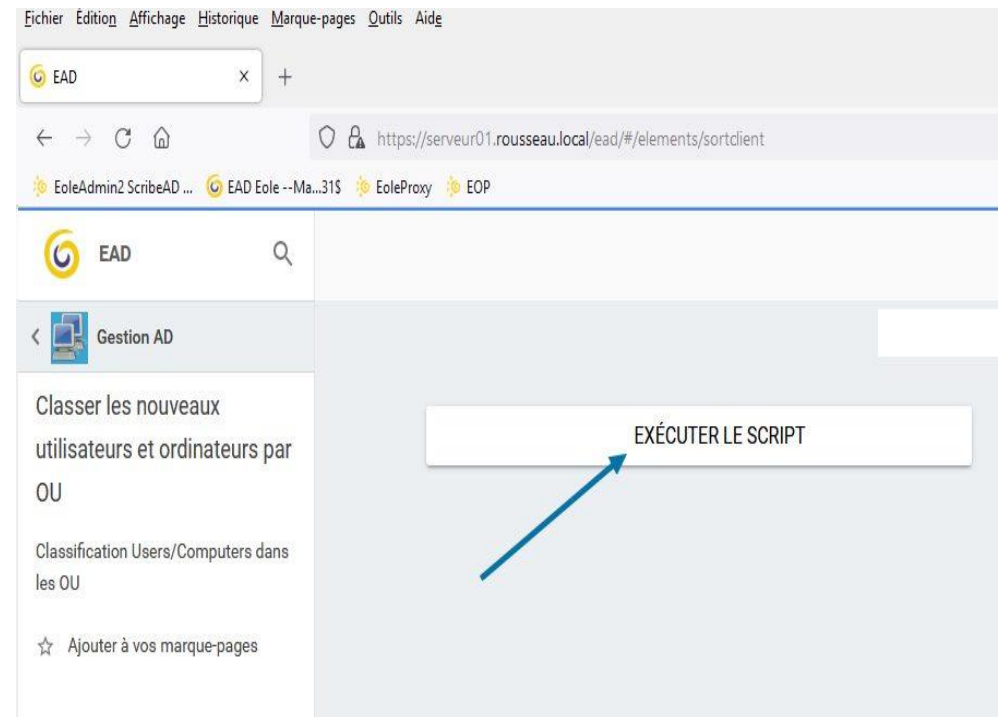 Fichier Édition Affichage Historique Marque-pages Outils Aide
EAD
https://serveur01.rousseau.local/ead/#/elements/sortclient
EoleAdmin2 ScribeAD ... EAD Eole --Ma...31$ EoleProxy EOP
EAD
Gestion AD
Classer les nouveaux
utilisateurs et ordinateurs par
OU
EXÉCUTER LE SCRIPT
Classification Users/Computers dans
les OU
Ajouter à vos marque-pages